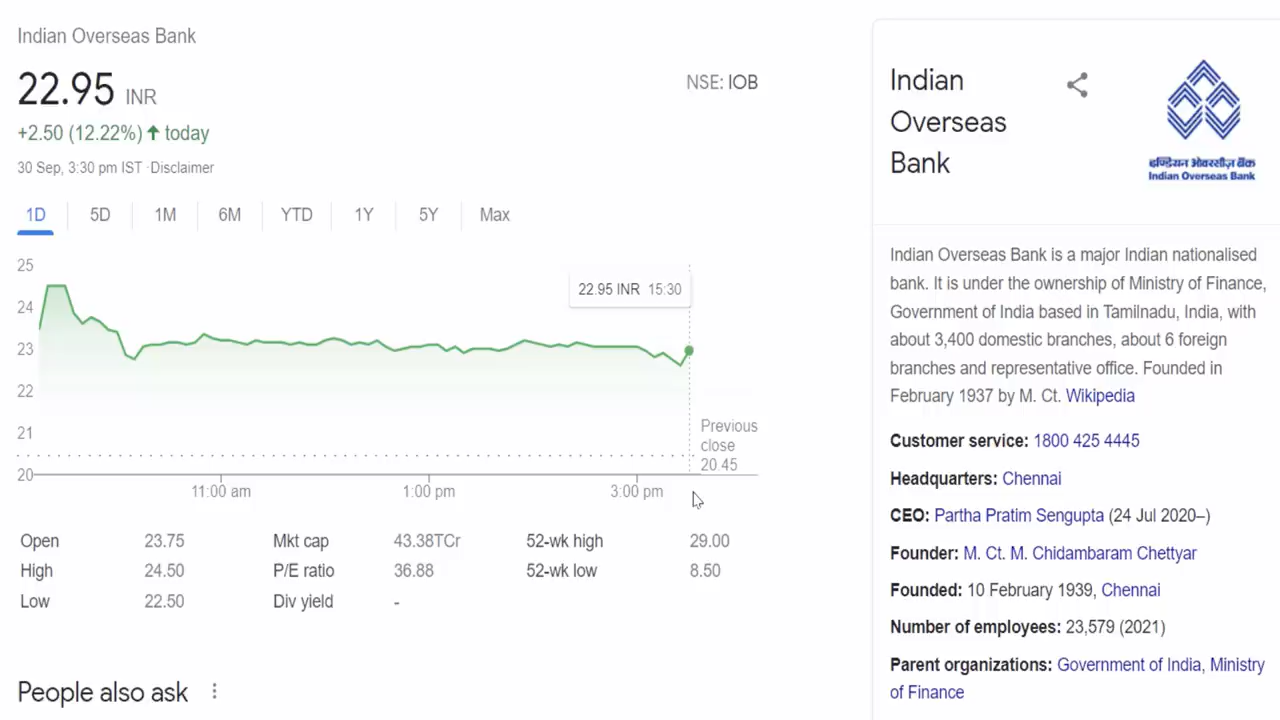 Indian Overseas Bank
22.95 INR
+2.50 (12.22%) ↑ today
30 Sep, 3:30 pm IST · Disclaimer
NSE: IOB
1D 5D 1M 6M YTD 1Y 5Y Max
25
24
23
22
21
20
22.95 INR 15:30
Previous
close
20 45
11:00 am 1:00 pm 3:00 pm
Open 23.75 Mkt cap 43.38TCr 52-wk high 29.00
High 24.50 P/E ratio 36.88 52-wk low 8.50
Low 22.50 Div yield -
People also ask
Indian
Overseas
Bank
इण्डियन ओवरसीज़ बैंक
Indian Overseas Bank
Indian Overseas Bank is a major Indian nationalised
bank. It is under the ownership of Ministry of Finance,
Government of India based in Tamilnadu, India, with
about 3,400 domestic branches, about 6 foreign
branches and representative office. Founded in
February 1937 by M. Ct. Wikipedia
Customer service: 1800 425 4445
Headquarters: Chennai
CEO: Partha Pratim Sengupta (24 Jul 2020–)
Founder: M. Ct. M. Chidambaram Chettyar
Founded: 10 February 1939, Chennai
Number of employees: 23,579 (2021)
Parent organizations: Government of India, Ministry
of Finance